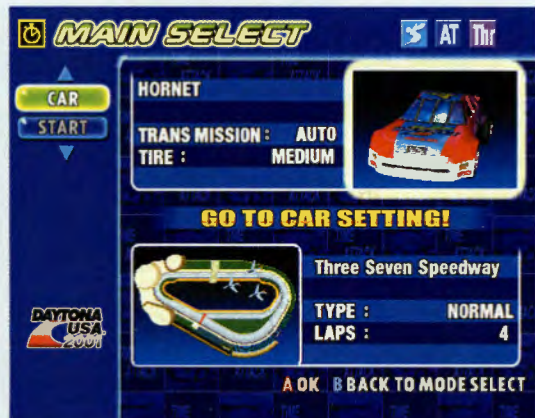 MAIN SELECT
AT Thr
CAR
START
HORNET
TRANS MISSION : AUTO
TIRE : MEDIUM
GO TO CAR SETTING!
Three Seven Speedway
TYPE : NORMAL
LAPS : 4
DAYTONA
USA
2001
A OK B BACK TO MODE SELECT